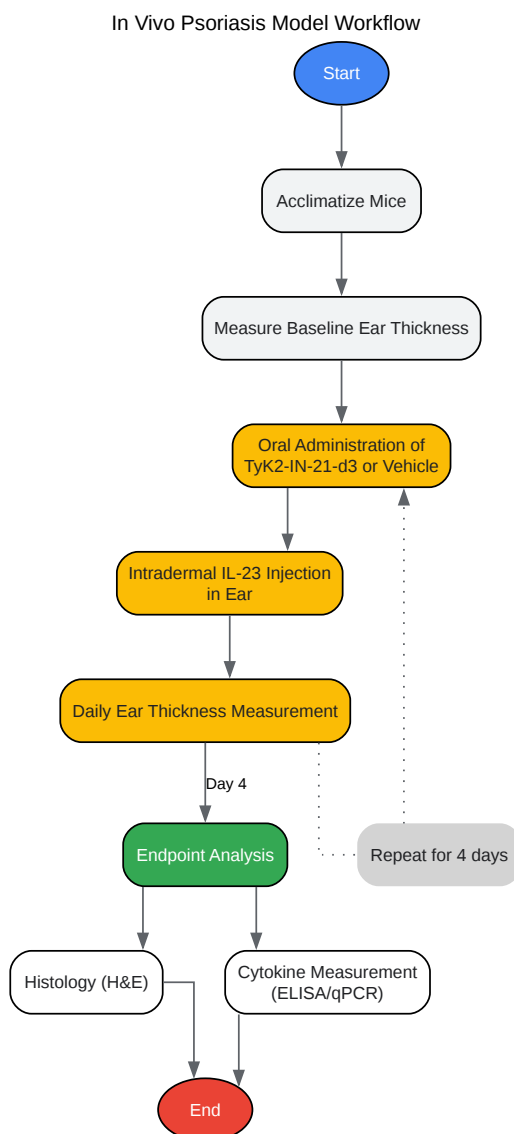 In Vivo Psoriasis Model Workflow
Start
Acclimatize Mice
Measure Baseline Ear Thickness
Oral Administration of
TyK2-IN-21-d3 or Vehicle
Intradermal IL-23 Injection
in Ear
Daily Ear Thickness Measurement
Day 4
Endpoint Analysis
Repeat for 4 days
Histology (H&E)
Cytokine Measurement
(ELISA/qPCR)
End